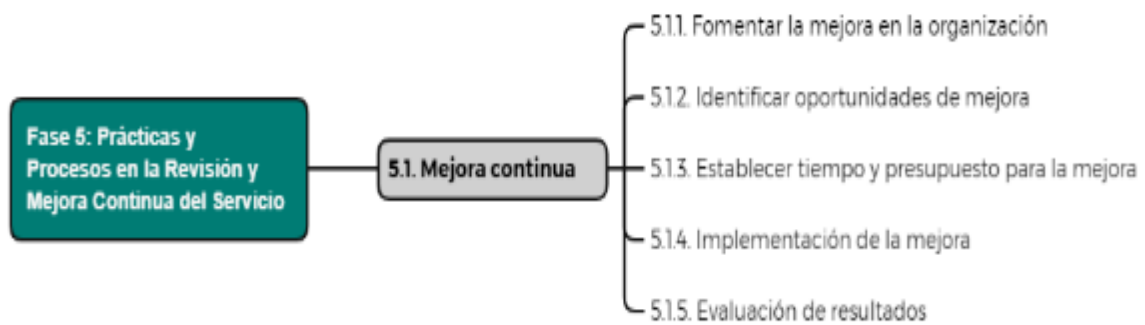 Fase 5: Prácticas y
Procesos en la Revisión y
Mejora Continua del Servicio
5.1. Mejora continua
5.1.1. Fomentar la mejora en la organización
5.1.2. Identificar oportunidades de mejora
5.1.3. Establecer tiempo y presupuesto para la mejora
5.1.4. Implementación de la mejora
5.1.5. Evaluación de resultados